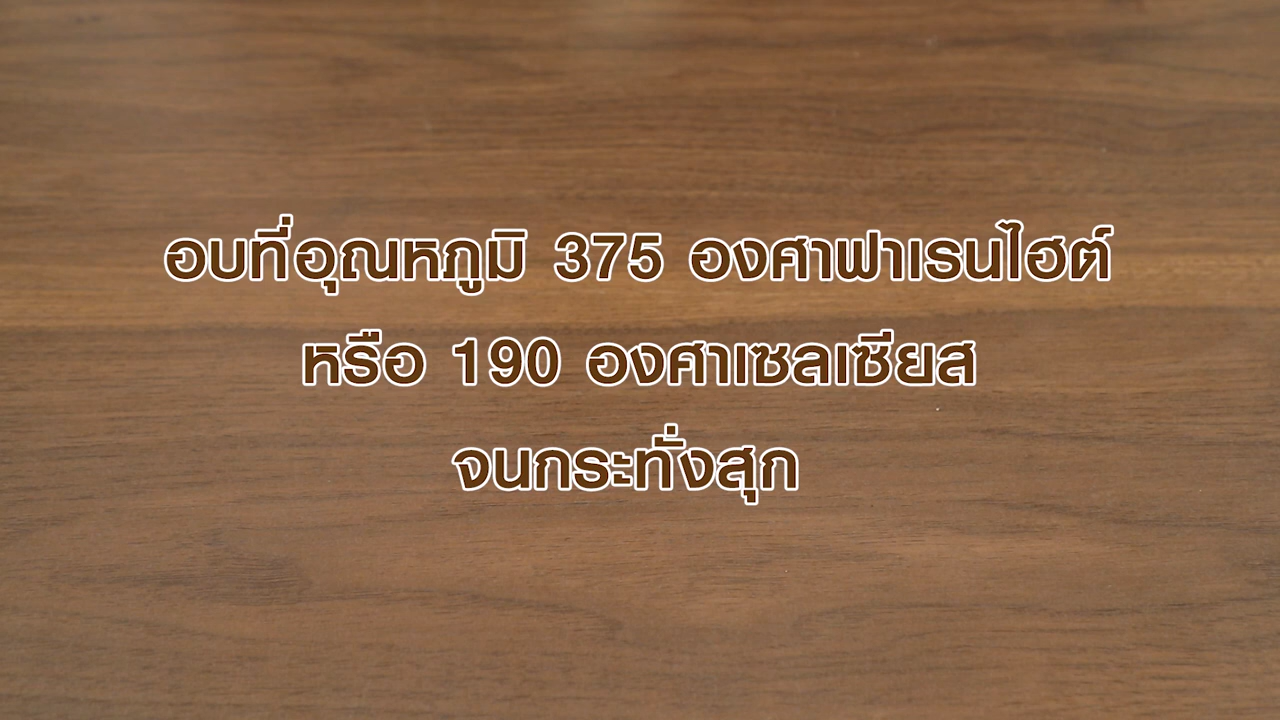 อบที่อุณหภูมิ 375 องศาฟาเรนไฮต์
หรือ 190 องศาเซลเซียส
จนกระทั่งสุก